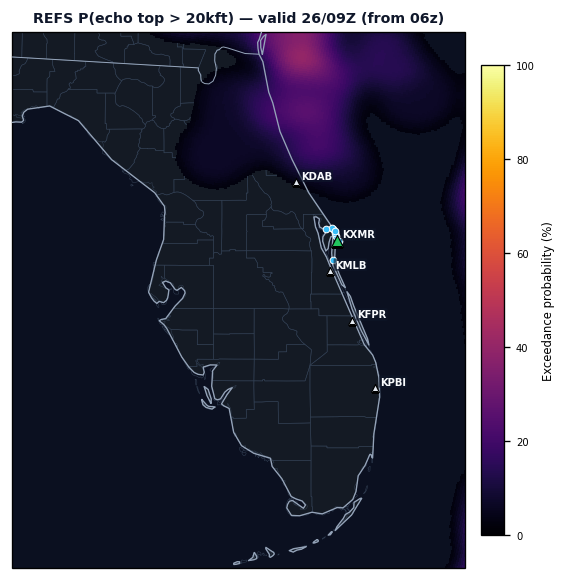 REFS P(echo top > 20kft) — valid 26/09Z (from 06z)
KDAB
KXMR
KMLB
KFPR
KPBI
100
80
60
40
20
0
Exceedance probability (%)